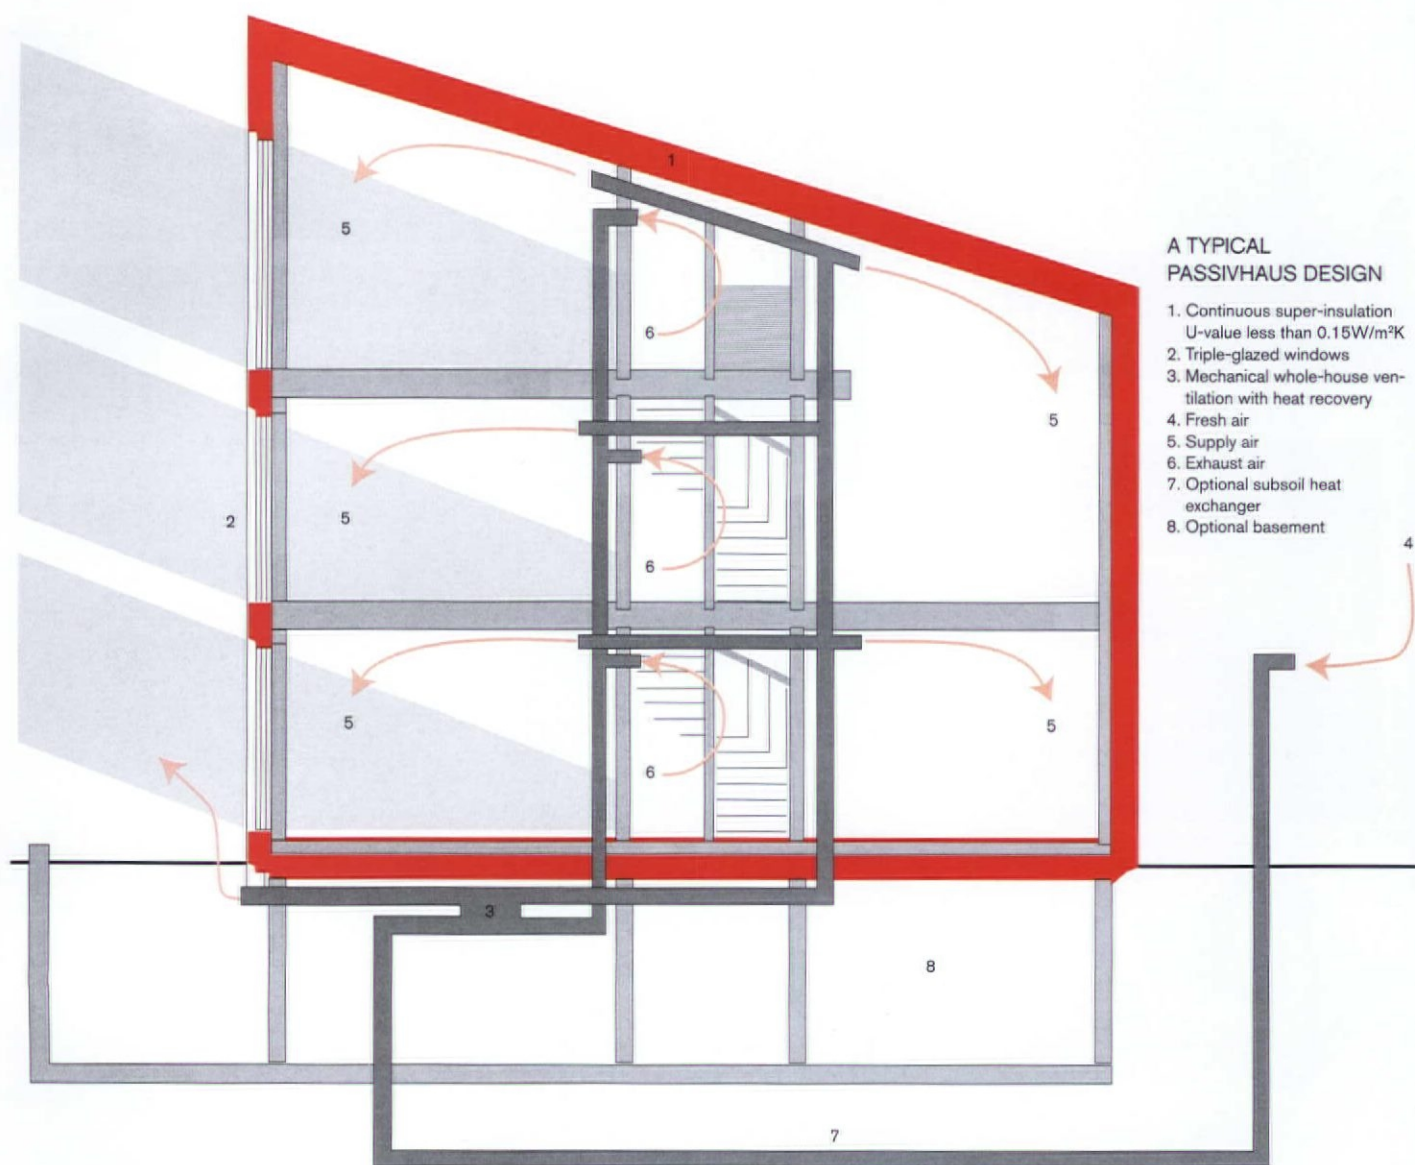 1
5
6
5
A TYPICAL
PASSIVHAUS DESIGN
1. Continuous super-insulation
U-value less than 0.15W/m²K
2. Triple-glazed windows
3. Mechanical whole-house ven-
tilation with heat recovery
4. Fresh air
5. Supply air
6. Exhaust air
7. Optional subsoil heat
exchanger
8. Optional basement
2
5
6
4
5
6
5
3
8
7